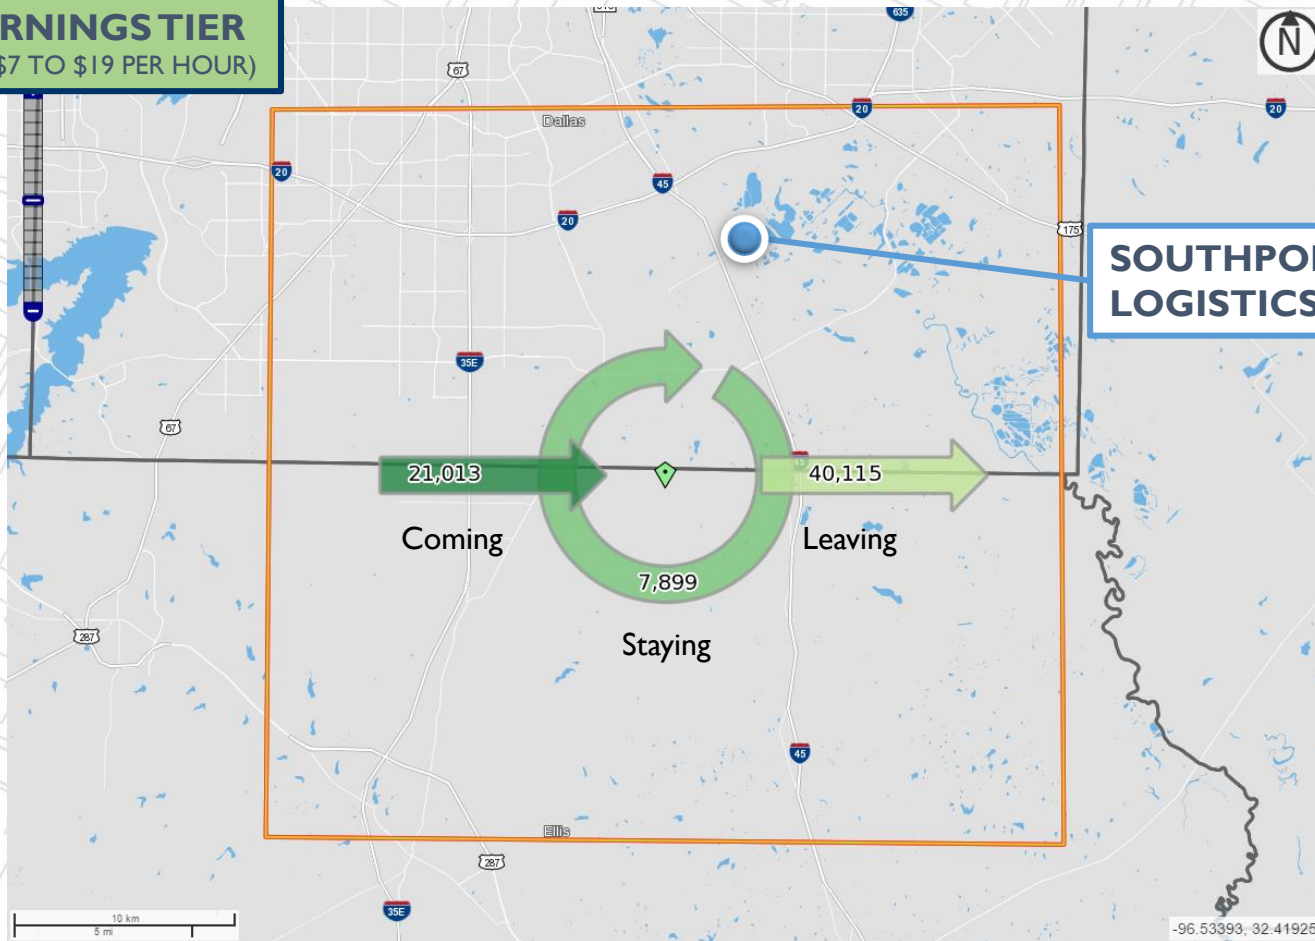 RNINGS TIER
$7 TO $19 PER HOUR)
635
N
67
Dallas
20
20
20
45
20
175
SOUTHPO
LOGISTICS
35E
67
21,013
40,115
Coming
Leaving
7,899
Staying
287
45
Ellis
287
35E
10 km
5 mi
-96.53393, 32.4192